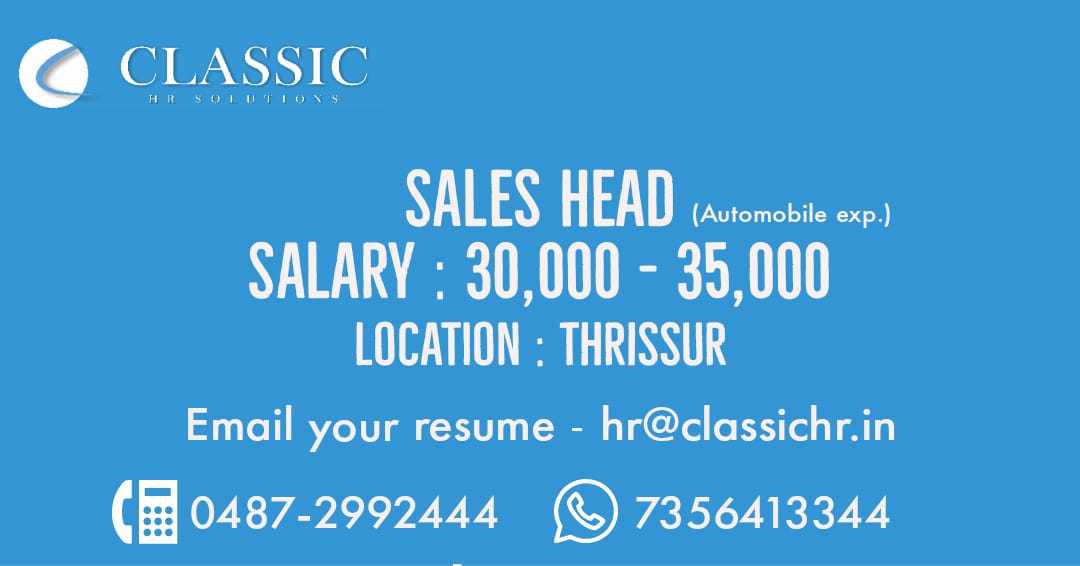 CLASSIC
HR SOLUTIONS
SALES HEAD (Automobile exp.)
SALARY : 30,000 - 35,000
LOCATION : THRISSUR
Email your resume - hr@classichr.in
0487-2992444 7356413344